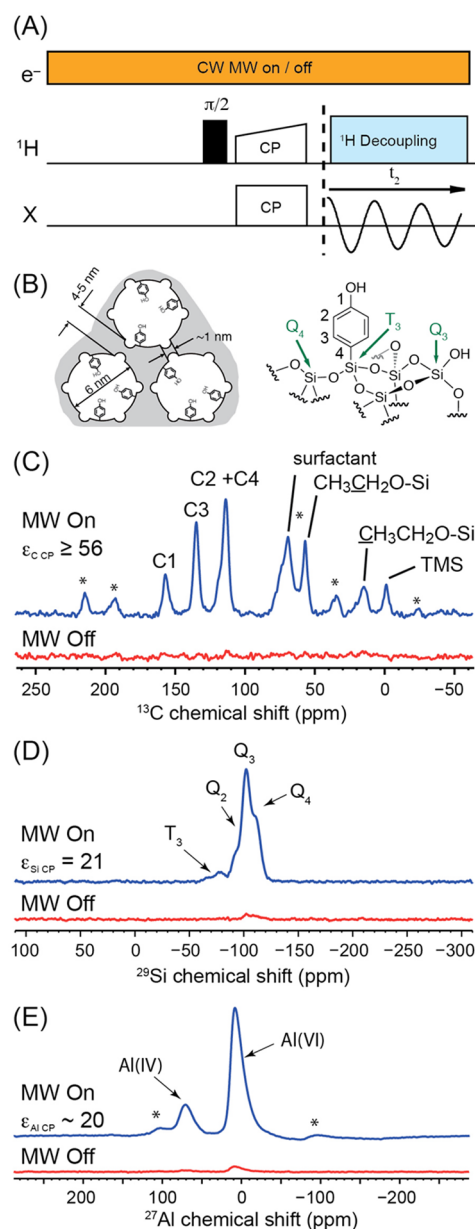 (A)
e–
CW MW on / off
π/2
¹H
CP
¹H Decoupling
t₂
X
CP
(B)
4-5 nm
~1 nm
6 nm
OH
HO
OH
1
2
3
4
Q₄
T₃
Q₃
O
Si
O
Si
O
O
Si
O
Si
OH
O
Si
O
O
(C)
C2 +C4
surfactant
MW On
C3
*
CH3CH2O-Si
εC CP ≥ 56
C1
CH3CH2O-Si
* *
*
TMS
*
MW Off
250 200 150 100 50 0 −50
¹³C chemical shift (ppm)
(D)
Q₃
Q₂
Q₄
MW On
T₃
εSi CP = 21
MW Off
100 50 0 −50 −100 −150 −200 −250 −300
²⁹Si chemical shift (ppm)
(E)
MW On
Al(IV)
Al(VI)
εAl CP ~ 20
* *
MW Off
200 100 0 −100 −200
²⁷Al chemical shift (ppm)